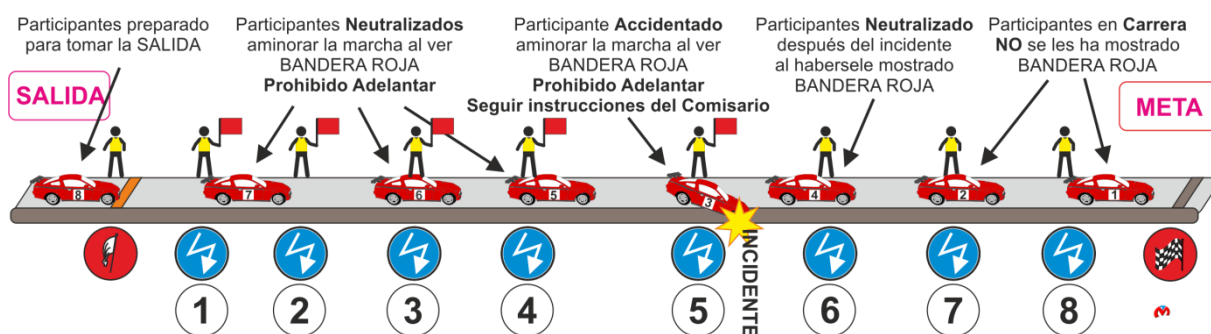 Participantes preparado
para tomar la SALIDA
Participantes Neutralizados
aminorar la marcha al ver
BANDERA ROJA
Prohibido Adelantar
Participante Accidentado
aminorar la marcha al ver
BANDERA ROJA
Prohibido Adelantar
Seguir instrucciones del Comisario
Participantes Neutralizado
después del incidente
al habersele mostrado
BANDERA ROJA
Participantes en Carrera
NO se les ha mostrado
BANDERA ROJA
SALIDA
META
8
7
6
5
3
4
2
1
INCIDENTE
1
2
3
4
5
6
7
8